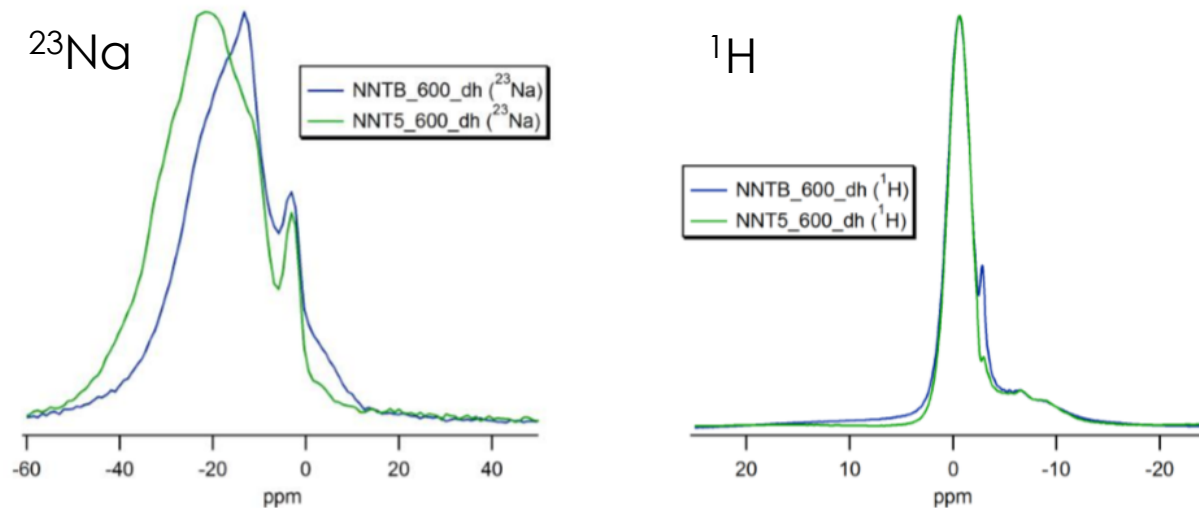 ²³Na
NNTB_600_dh (²³Na)
NNT5_600_dh (²³Na)
-60 -40 -20 0 20 40
ppm
¹H
NNTB_600_dh (¹H)
NNT5_600_dh (¹H)
20 10 0 -10 -20
ppm